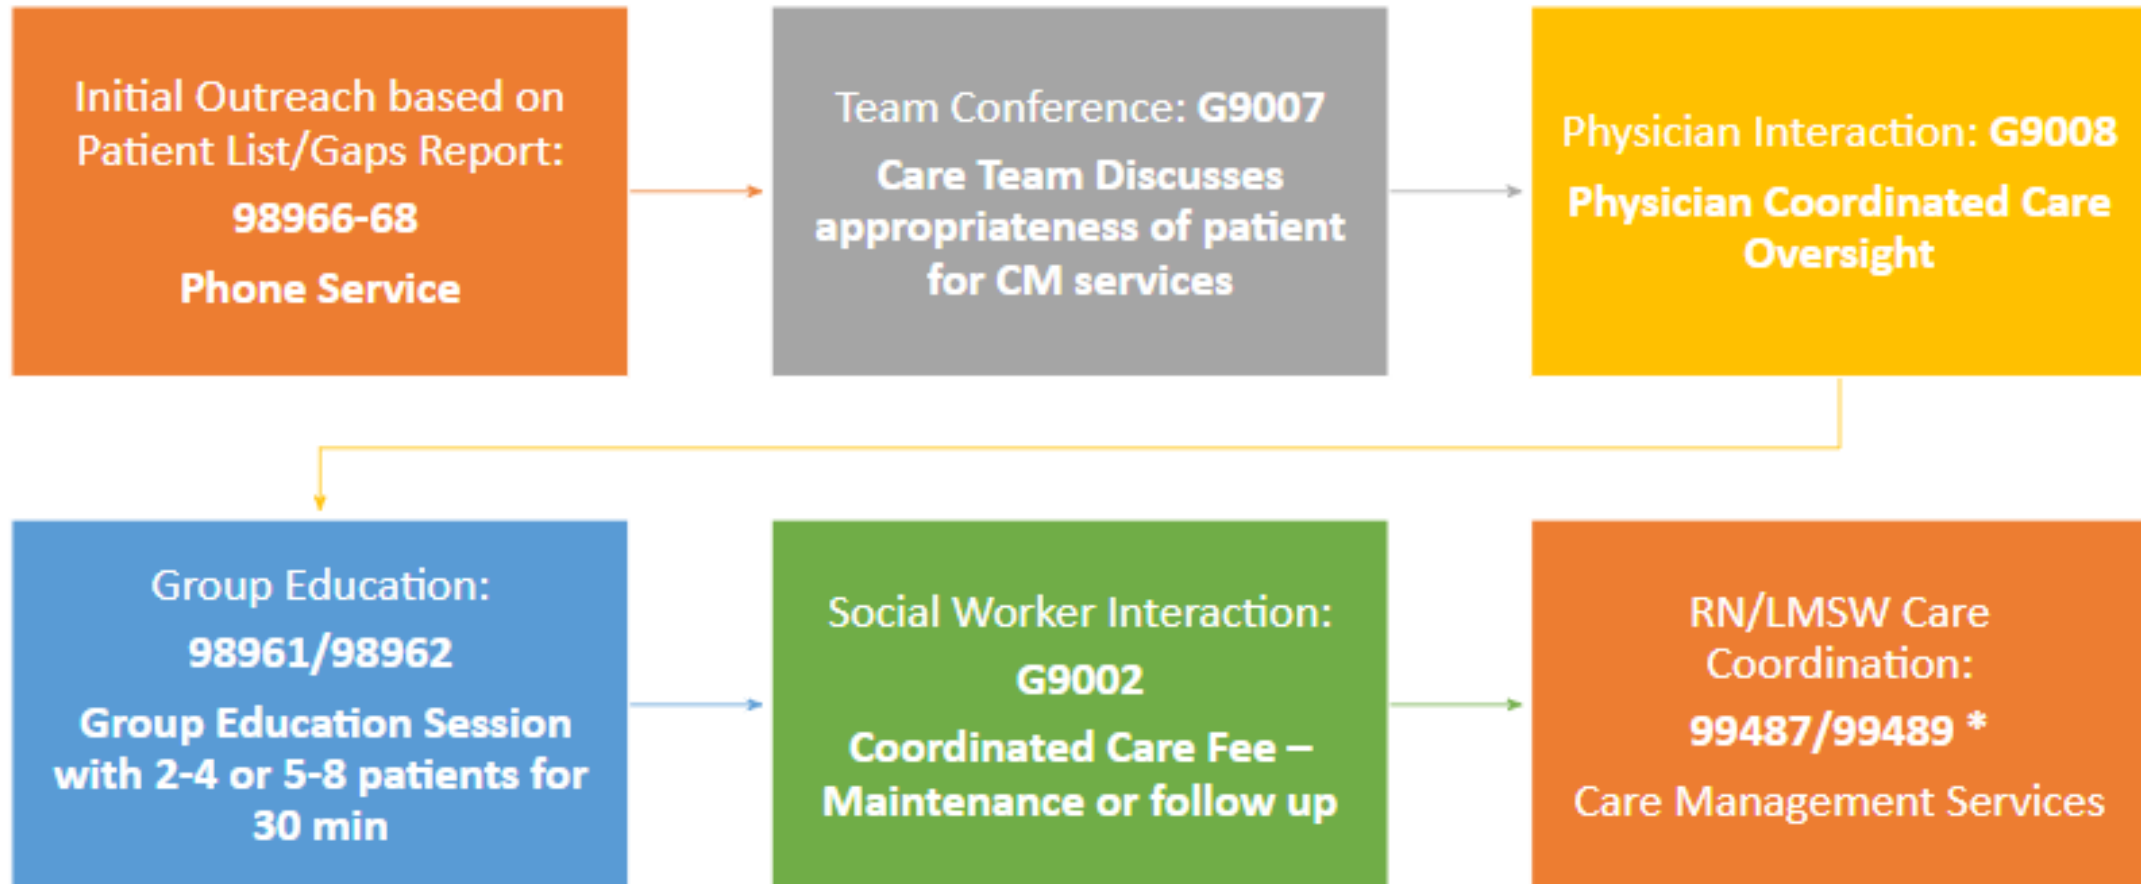 Initial Outreach based on
Patient List/Gaps Report:
98966-68
Phone Service
Team Conference: G9007
Care Team Discusses
appropriateness of patient
for CM services
Physician Interaction: G9008
Physician Coordinated Care
Oversight
Group Education:
98961/98962
Group Education Session
with 2-4 or 5-8 patients for
30 min
Social Worker Interaction:
G9002
Coordinated Care Fee –
Maintenance or follow up
RN/LMSW Care
Coordination:
99487/99489 *
Care Management Services